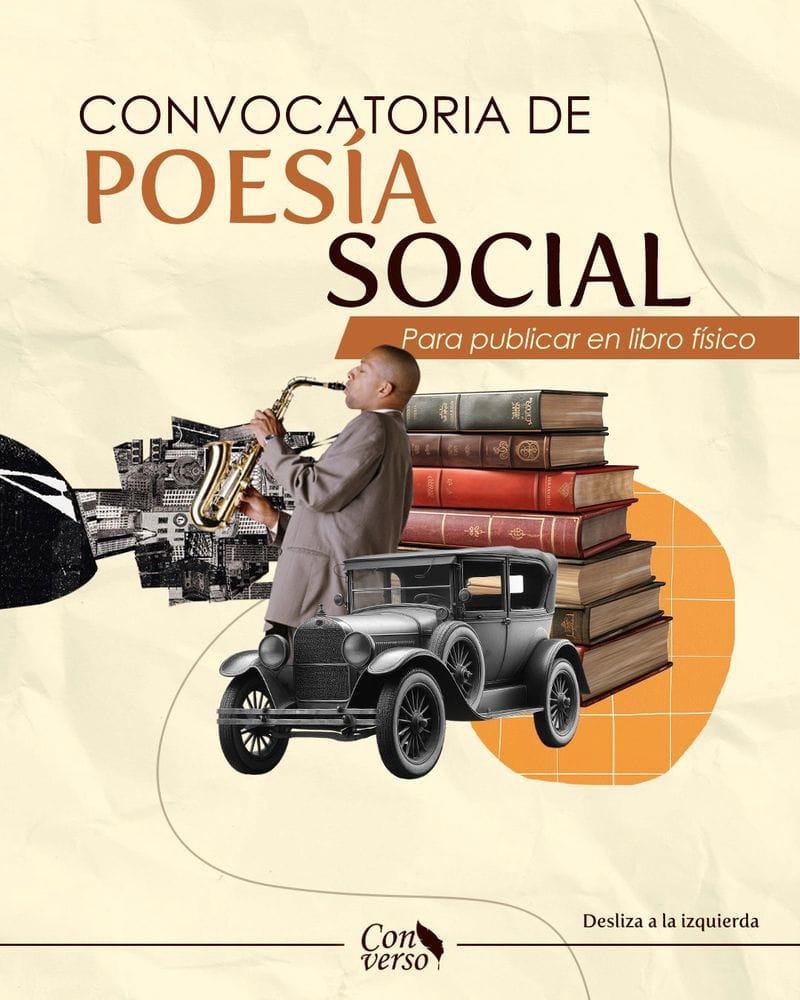 CONVOCATORIA DE
POESÍA
SOCIAL
Para publicar en libro físico
Desliza a la izquierda
Con
verso